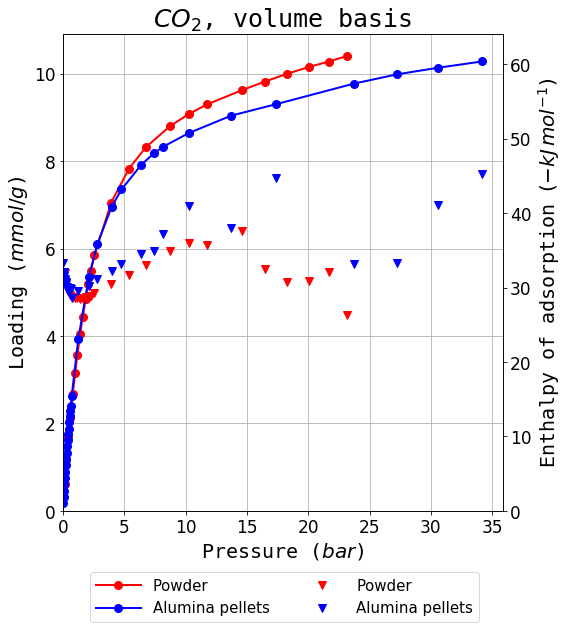 CO₂, volume basis
Loading (mmol/g)
10
8
6
4
2
0
60
50
40
30
20
10
0
Enthalpy of adsorption (−kJ mol⁻¹)
0 5 10 15 20 25 30 35
Pressure (bar)
Powder Powder
Alumina pellets Alumina pellets